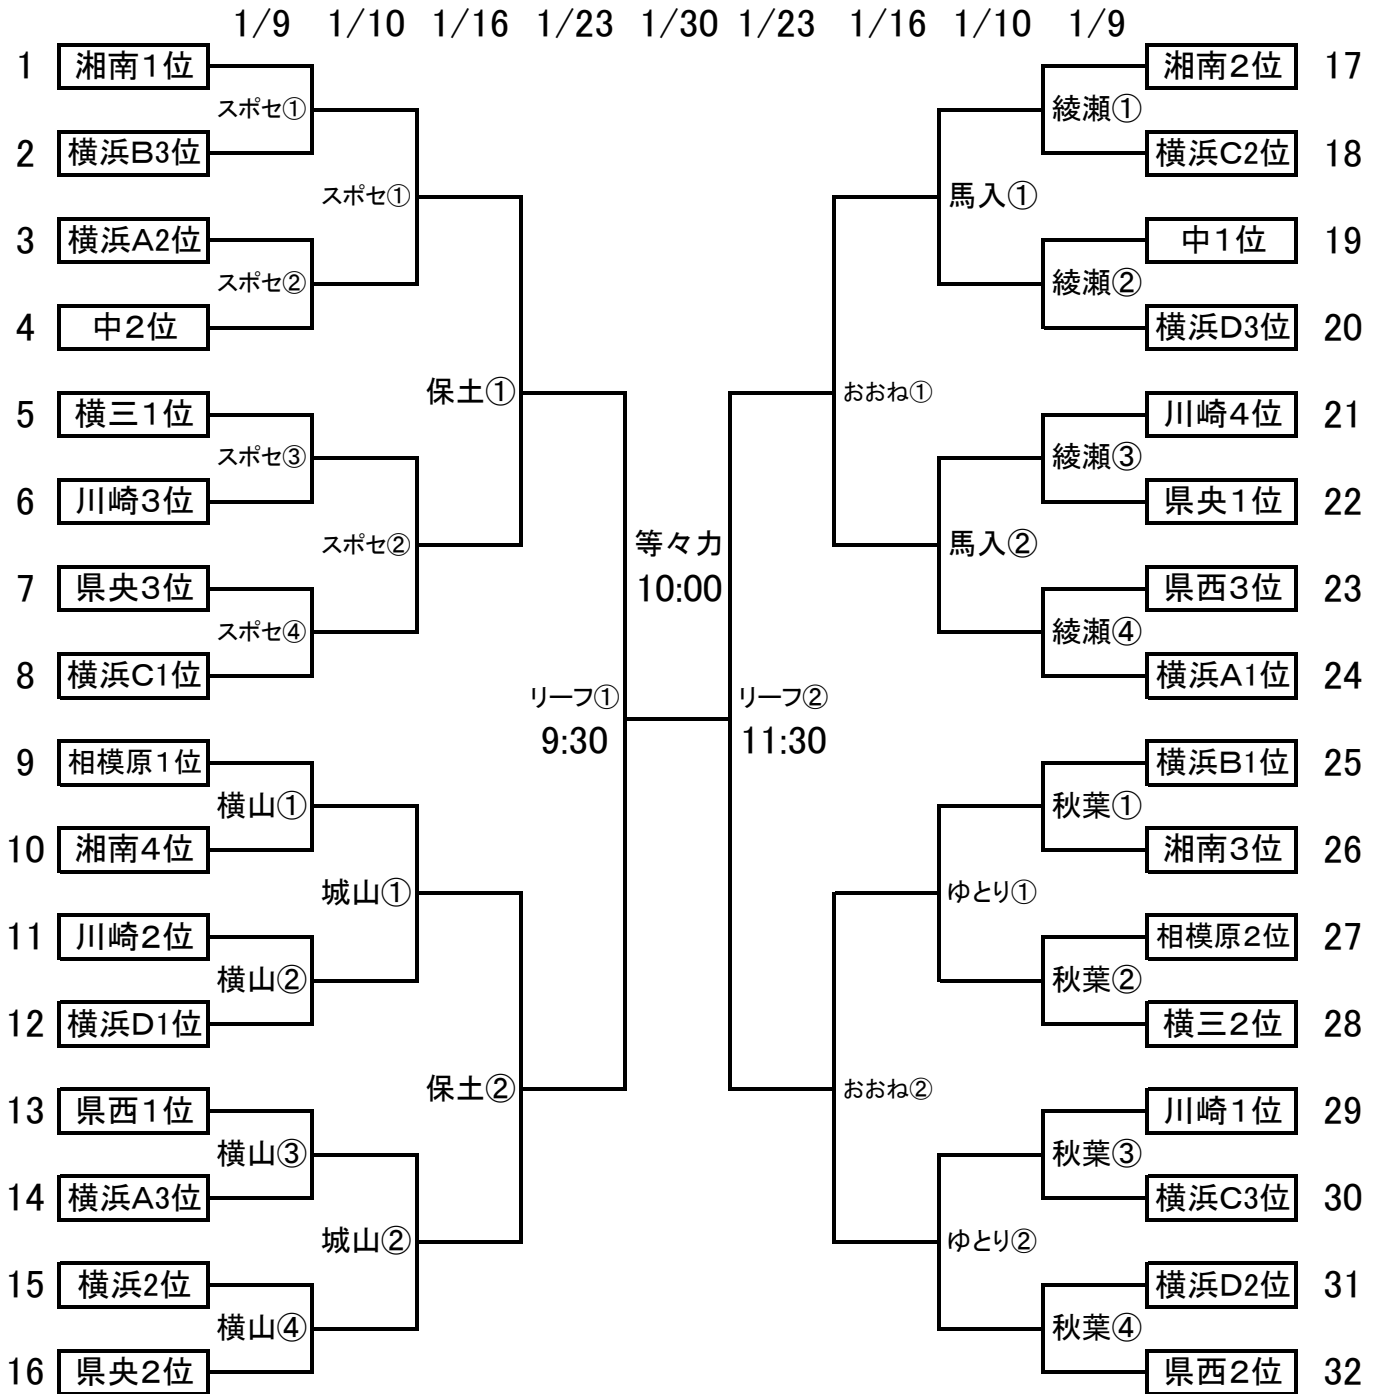 1/9 1/10 1/16 1/23 1/30 1/23 1/16 1/10 1/9
1 湘南1位 湘南2位 17
スポセ① 綾瀬①
2 横浜B3位 横浜C2位 18
スポセ① 馬入①
3 横浜A2位 中1位 19
スポセ② 綾瀬②
4 中2位 横浜D3位 20
保土① おおね①
5 横三1位 川崎4位 21
スポセ③ 綾瀬③
6 川崎3位 県央1位 22
スポセ② 等々力 馬入②
7 県央3位 10:00 県西3位 23
スポセ④ 綾瀬④
8 横浜C1位 横浜A1位 24
リーフ① リーフ②
9:30 11:30
9 相模原1位 横浜B1位 25
横山① 秋葉①
10 湘南4位 湘南3位 26
城山① ゆとり①
11 川崎2位 相模原2位 27
横山② 秋葉②
12 横浜D1位 横三2位 28
保土② おおね②
13 県西1位 川崎1位 29
横山③ 秋葉③
14 横浜A3位 横浜C3位 30
城山② ゆとり②
15 横浜2位 横浜D2位 31
横山④ 秋葉④
16 県央2位 県西2位 32